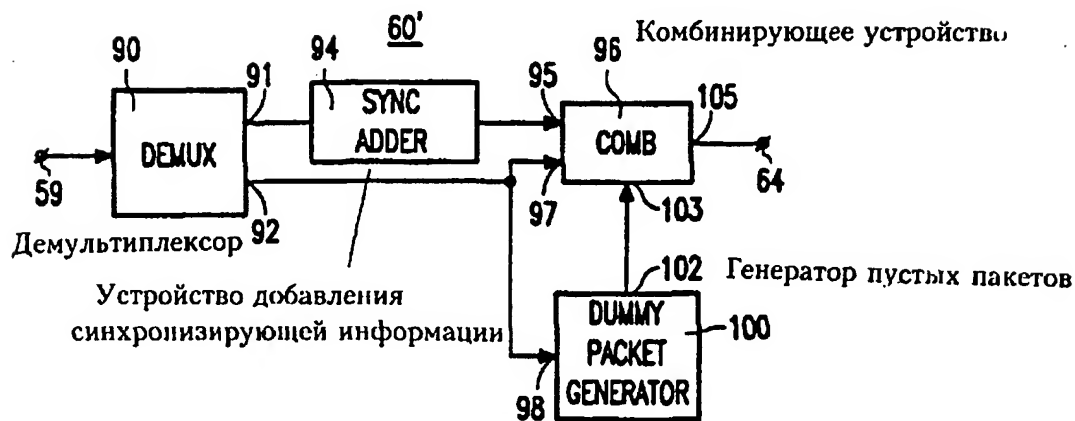 60'
Комбинирующее устройство
90
91
94
95
96
105
DEMUX
SYNC
ADDER
COMB
59
92
97
103
64
Демультиплексор
Устройство добавления
синхронизирующей информации
102
Генератор пустых пакетов
DUMMY
PACKET
GENERATOR
100
98